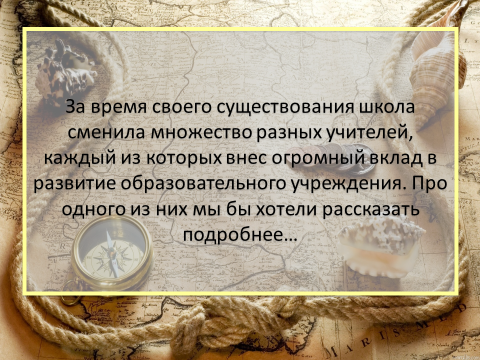 За время своего существования школа
сменила множество разных учителей,
каждый из которых внес огромный вклад в
развитие образовательного учреждения. Про
одного из них мы бы хотели рассказать
подробнее…